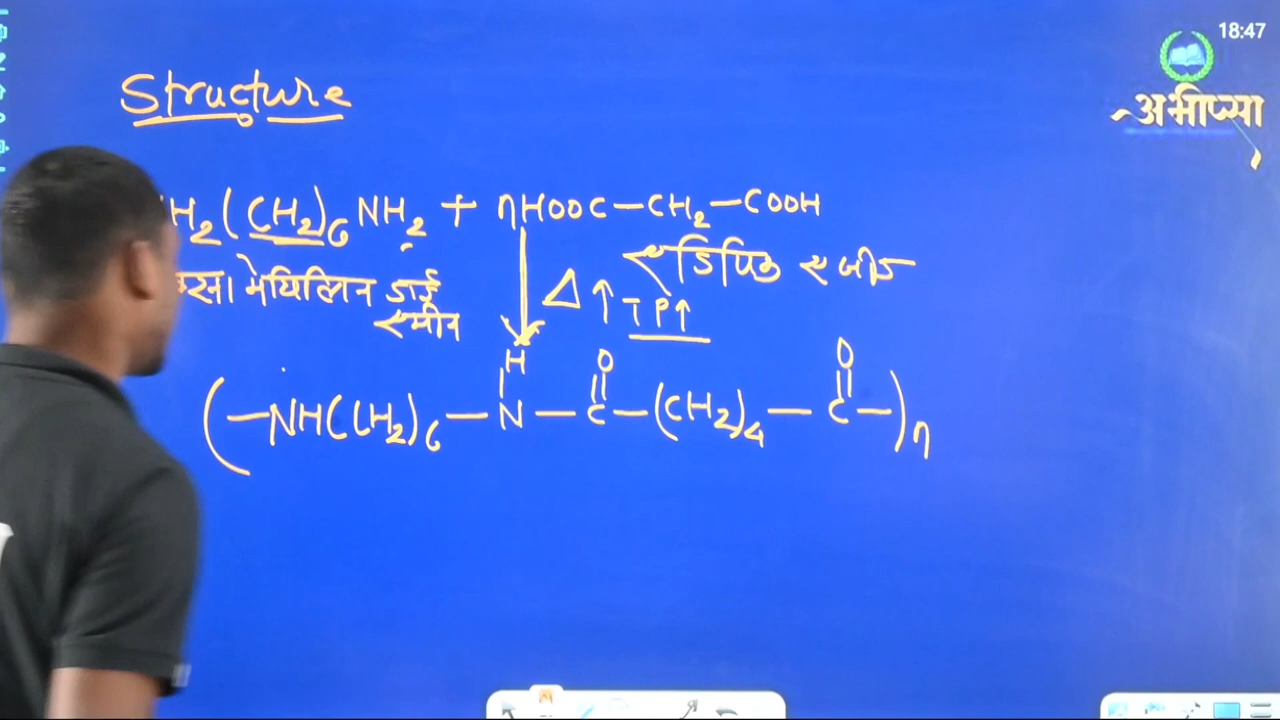 18:47
अभीप्सा
Structure
H₂(CH₂)₆NH₂ + nHOOC—CH₂—COOH
क्सा मेथिलिन डाई एमीन
एडिपिक एसीड
Δ↑ T P↑
(—NH(CH₂)₆—N(H)—C(=O)—(CH₂)₄—C(=O)—)n